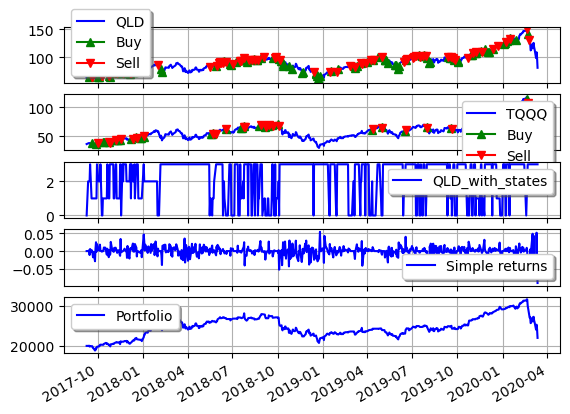 150
100
QLD
Buy
Sell
100
50
TQQQ
Buy
Sell
2
0
QLD_with_states
0.05
0.00
−0.05
Simple returns
30000
20000
Portfolio
2017-10
2018-01
2018-04
2018-07
2018-10
2019-01
2019-04
2019-07
2019-10
2020-01
2020-04